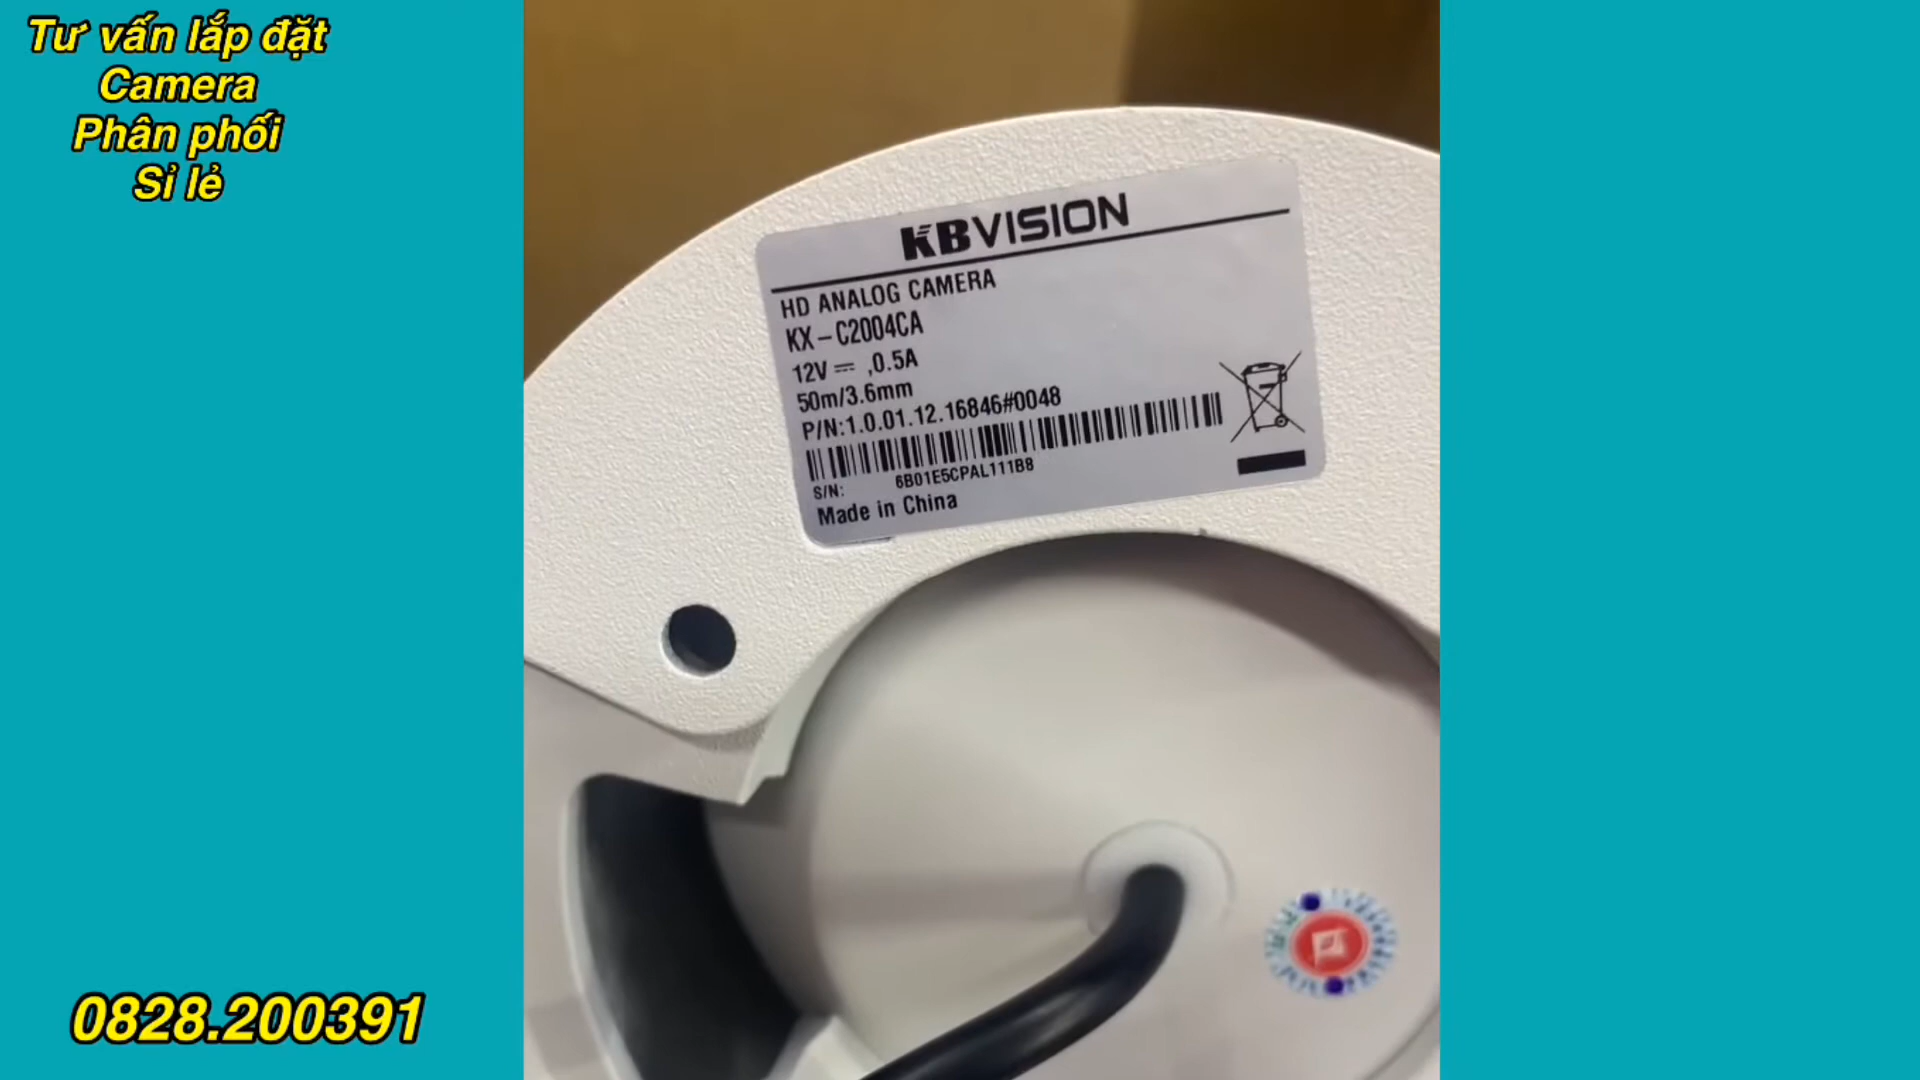 Tư vấn lắp đặt
Camera
Phân phối
Sỉ lẻ
KBVISION
HD ANALOG CAMERA
KX-C2004CA
12V ⎓ ,0.5A
50m/3.6mm
P/N:1.0.01.12.16846#0048
S/N: 6B01E5CPAL111B8
Made in China
0828.200391